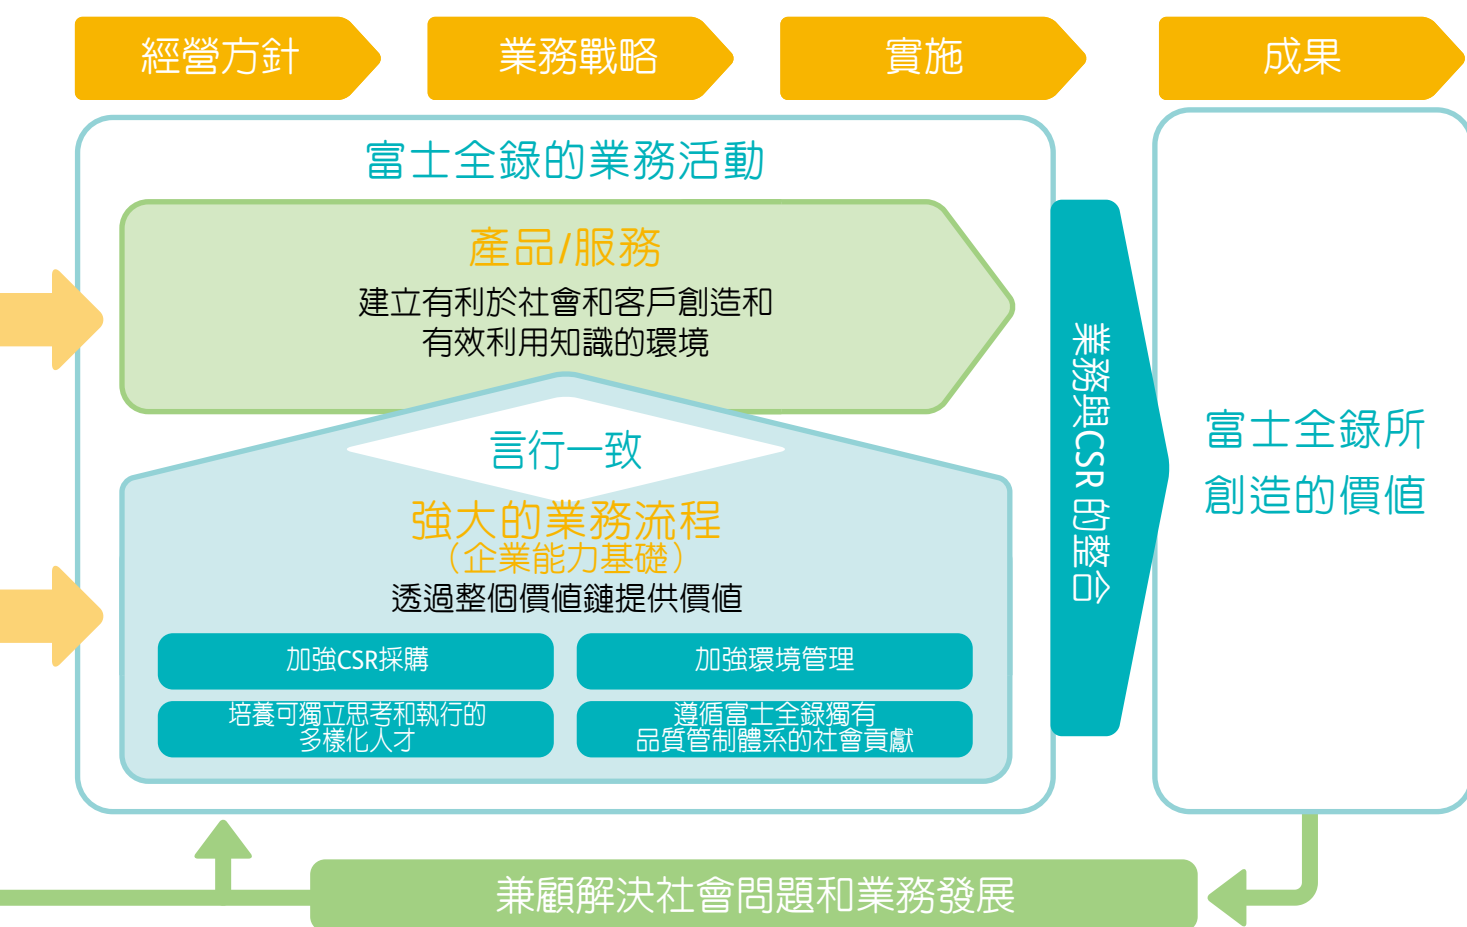 經營方針
業務戰略
實施
成果
富士全錄的業務活動
產品/服務
建立有利於社會和客戶創造和
有效利用知識的環境
言行一致
強大的業務流程
（企業能力基礎）
透過整個價值鏈提供價值
加強CSR採購
加強環境管理
培養可獨立思考和執行的
多樣化人才
遵循富士全錄獨有
品質管制體系的社會貢獻
業務與CSR 的整合
富士全錄所
創造的價值
兼顧解決社會問題和業務發展